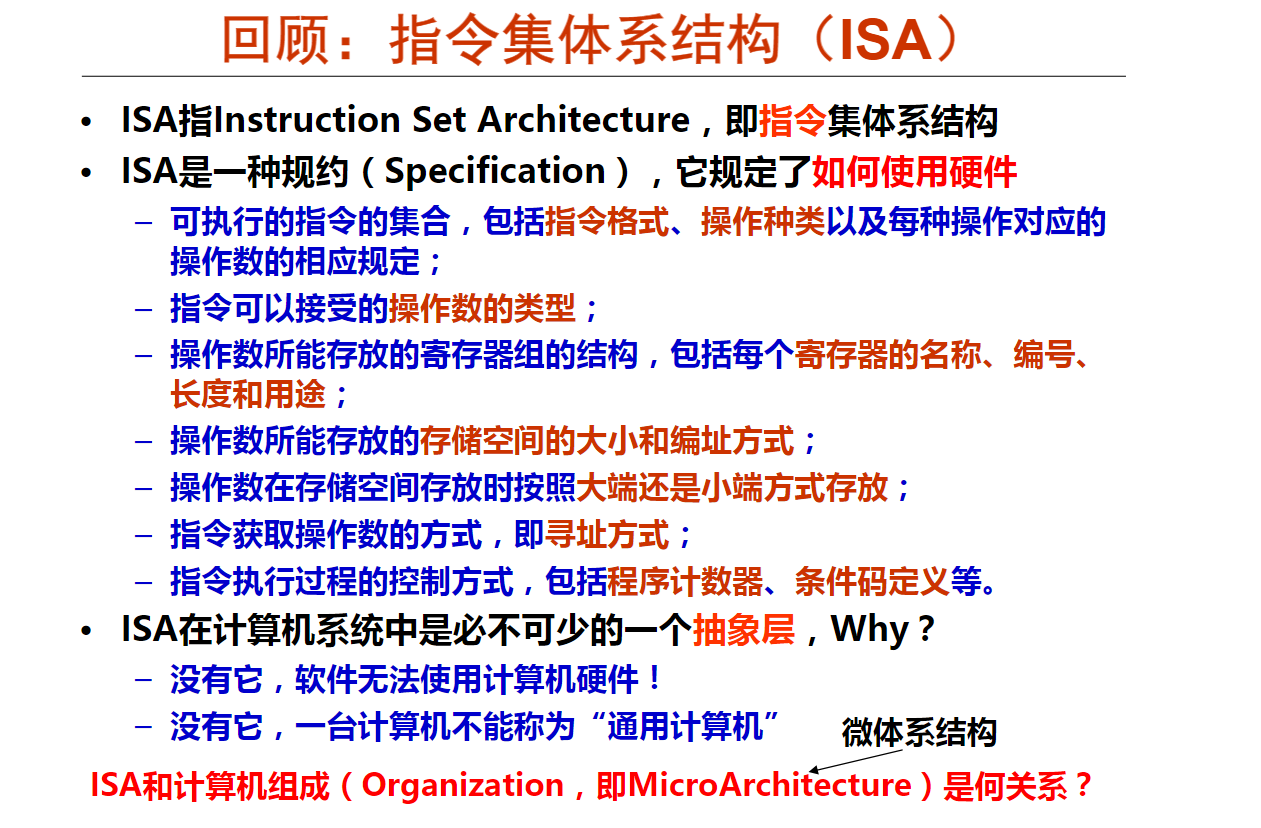 回顾：指令集体系结构（ISA）
• ISA指Instruction Set Architecture，即指令集体系结构
• ISA是一种规约（Specification），它规定了如何使用硬件
– 可执行的指令的集合，包括指令格式、操作种类以及每种操作对应的
操作数的相应规定；
– 指令可以接受的操作数的类型；
– 操作数所能存放的寄存器组的结构，包括每个寄存器的名称、编号、
长度和用途；
– 操作数所能存放的存储空间的大小和编址方式；
– 操作数在存储空间存放时按照大端还是小端方式存放；
– 指令获取操作数的方式，即寻址方式；
– 指令执行过程的控制方式，包括程序计数器、条件码定义等。
• ISA在计算机系统中是必不可少的一个抽象层，Why？
– 没有它，软件无法使用计算机硬件！
– 没有它，一台计算机不能称为“通用计算机”
微体系结构
ISA和计算机组成（Organization，即MicroArchitecture）是何关系？